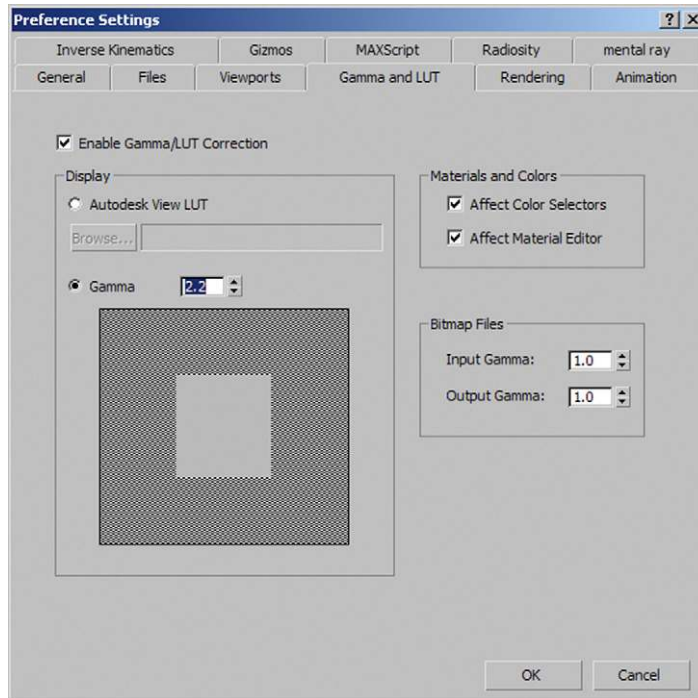 Preference Settings
Inverse Kinematics Gizmos MAXScript Radiosity mental ray
General Files Viewports Gamma and LUT Rendering Animation
Enable Gamma/LUT Correction
Display
Autodesk View LUT
Browse...
Gamma 2.2
Materials and Colors
Affect Color Selectors
Affect Material Editor
Bitmap Files
Input Gamma: 1.0
Output Gamma: 1.0
OK Cancel